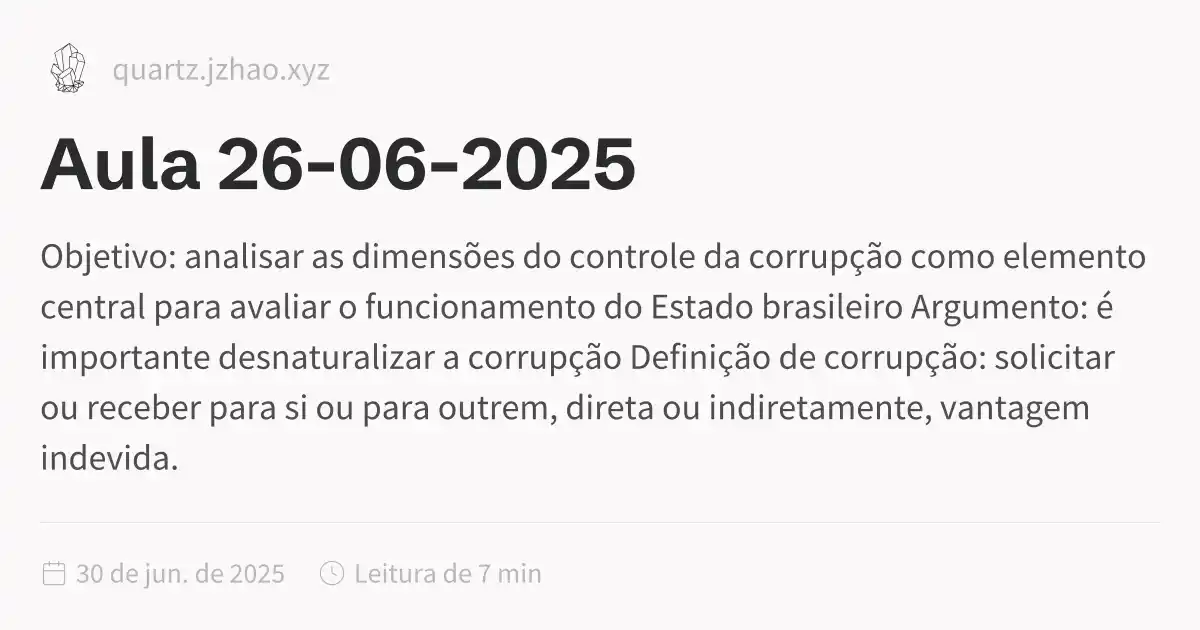 quartz.jzhao.xyz
Aula 26-06-2025
Objetivo: analisar as dimensões do controle da corrupção como elemento
central para avaliar o funcionamento do Estado brasileiro Argumento: é
importante desnaturalizar a corrupção Definição de corrupção: solicitar
ou receber para si ou para outrem, direta ou indiretamente, vantagem
indevida.
30 de jun. de 2025 Leitura de 7 min